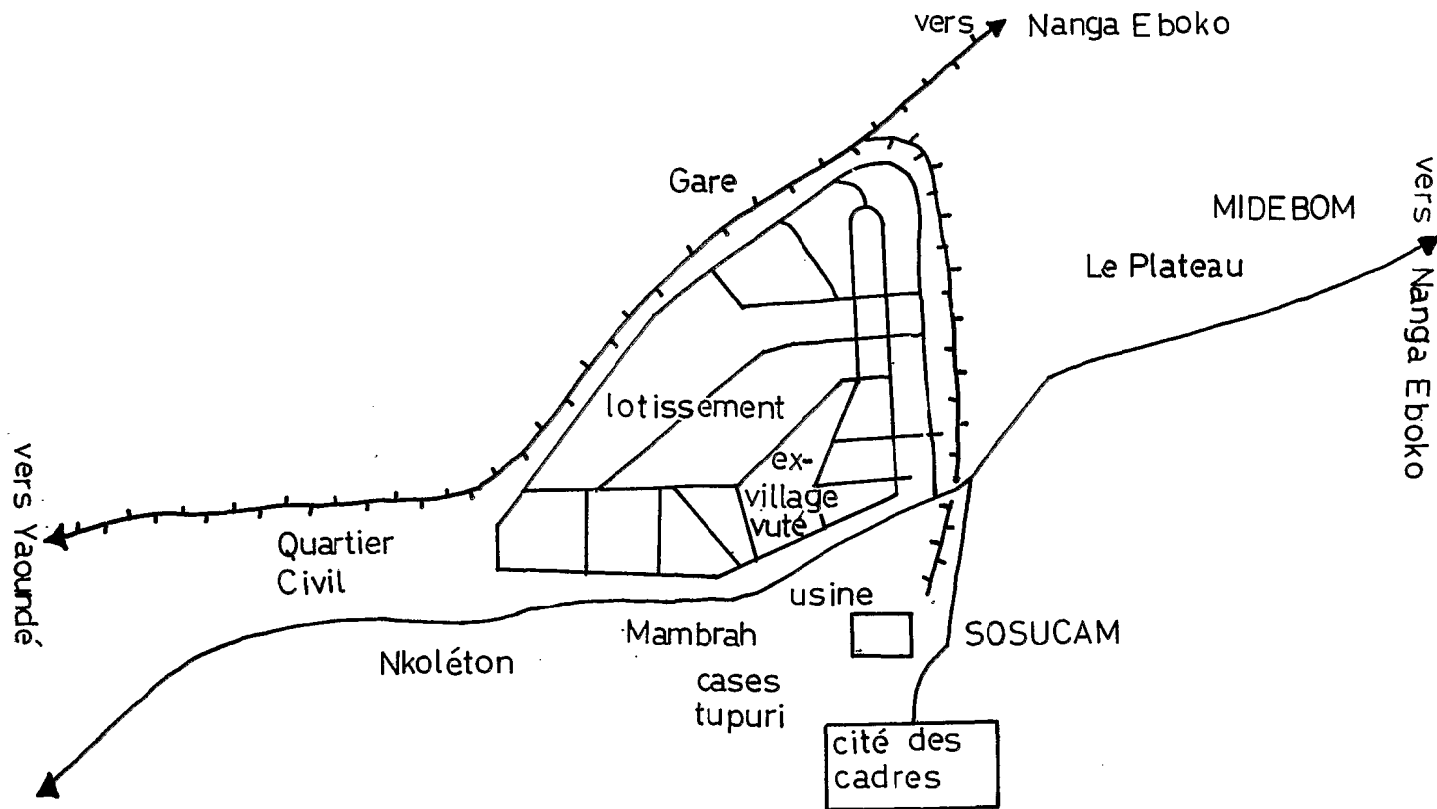 vers Nanga Eboko
Gare
MIDEBOM
vers Nanga Eboko
Le Plateau
lotissement
ex-
village
vuté
vers Yaoundé
Quartier
Civil
usine
Mambrah
SOSUCAM
Nkoléton
cases
tupuri
cité des
cadres